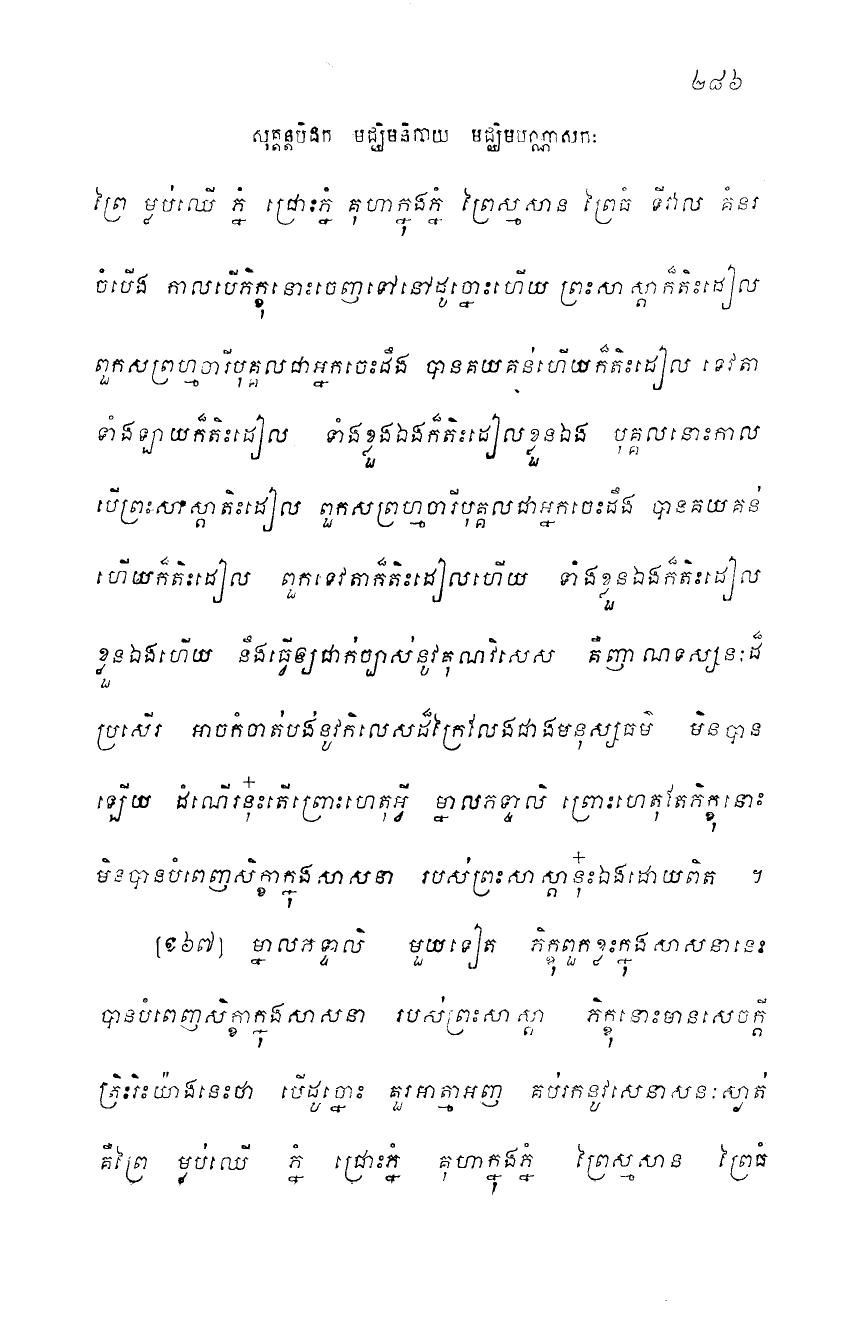 ២៨៦
សុត្តន្តបិដក មជ្ឈិមនិកាយ មជ្ឈិមបណ្ណាសកៈ
ព្រៃ ម្លប់ឈើ ភ្នំ ជ្រោះភ្នំ គុហាក្នុងភ្នំ ព្រៃស្មសាន ព្រៃធំ ទីវាល គំនរ
ចំបើង កាលបើភិក្ខុនោះចេញទៅនៅដូច្នោះហើយ ព្រះសាស្តាក៏តិះដៀល
ពួកសព្រហ្មចារីបុគ្គលជាអ្នកចេះដឹង បានគយគន់ហើយក៏តិះដៀល ទេវតា
ទាំងឡាយក៏តិះដៀល ទាំងខ្លួនឯងក៏តិះដៀលខ្លួនឯង បុគ្គលនោះកាល
បើព្រះសាស្តាតិះដៀល ពួកសព្រហ្មចារីបុគ្គលជាអ្នកចេះដឹង បានគយគន់
ហើយក៏តិះដៀល ពួកទេវតាក៏តិះដៀលហើយ ទាំងខ្លួនឯងក៏តិះដៀល
ខ្លួនឯងហើយ នឹងធ្វើឲ្យជាក់ច្បាស់នូវគុណវិសេស គឺញាណទស្សនៈដ៏
ប្រសើរ អាចកំចាត់បង់នូវកិលេសដ៏ក្រៃលែងជាងមនុស្សធម៌ មិនបាន
ឡើយ ដំណើរនុ៎ះតើព្រោះហេតុអ្វី ម្នាលភទ្ទាលិ ព្រោះហេតុតែភិក្ខុនោះ
មិនបានបំពេញសិក្ខាក្នុងសាសនា របស់ព្រះសាស្តានុ៎ះឯងដោយពិត ។
[១៦៧] ម្នាលភទ្ទាលិ មួយទៀត ភិក្ខុពួកខ្លះក្នុងសាសនានេះ
បានបំពេញសិក្ខាក្នុងសាសនា របស់ព្រះសាស្តា ភិក្ខុនោះមានសេចក្តី
ត្រិះរិះយ៉ាងនេះថា បើដូច្នោះ គួរអាត្មាអញ គប់រកនូវសេនាសនៈស្ងាត់
គឺព្រៃ ម្លប់ឈើ ភ្នំ ជ្រោះភ្នំ គុហាក្នុងភ្នំ ព្រៃស្មសាន ព្រៃធំ